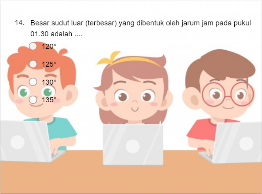 14. Besar sudut luar (terbesar) yang dibentuk oleh jarum jam pada pukul
01.30 adalah ....
120°
125°
130°
135°